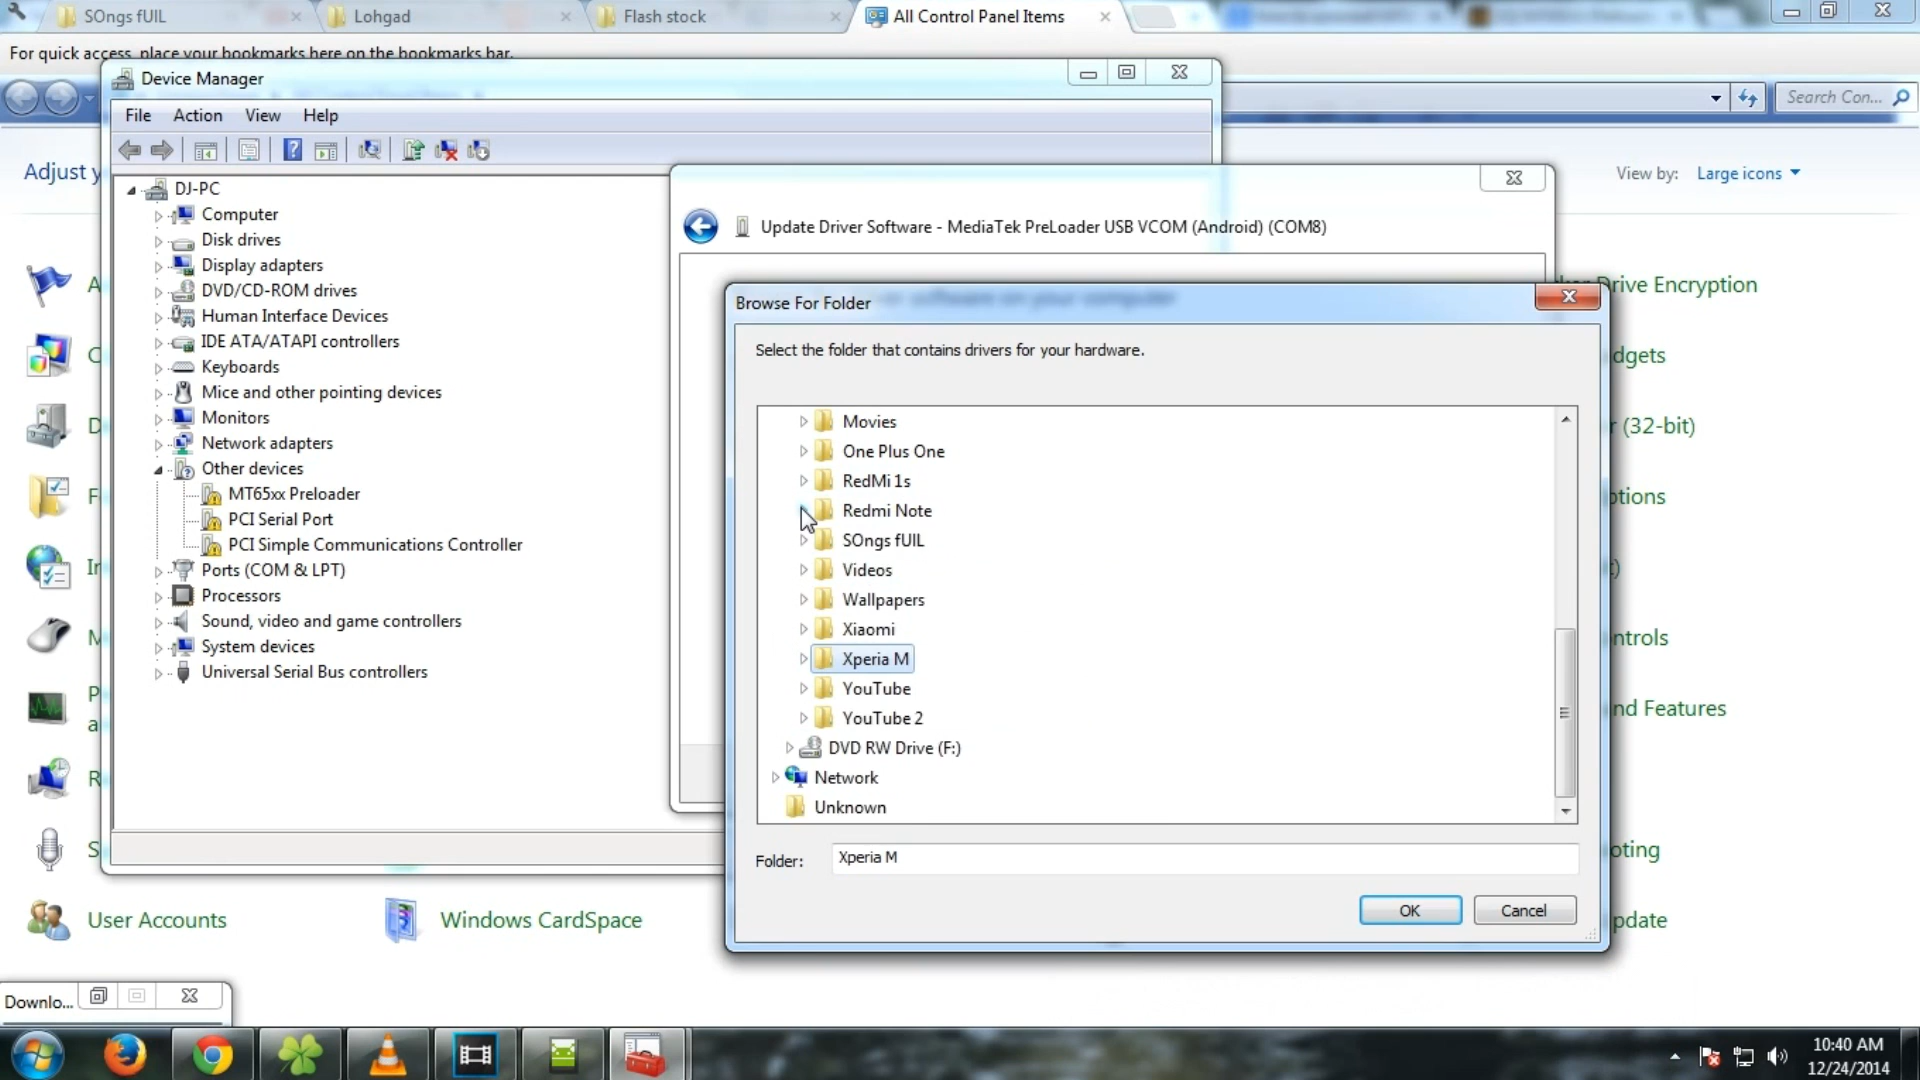 SOngs fUIL
Lohgad
Flash stock
All Control Panel Items
For quick access, place your bookmarks here on the bookmarks bar.
Device Manager
File Action View Help
Search Con...
Adjust y
View by: Large icons
DJ-PC
Computer
Disk drives
Display adapters
DVD/CD-ROM drives
Human Interface Devices
IDE ATA/ATAPI controllers
Keyboards
Mice and other pointing devices
Monitors
Network adapters
Other devices
MT65xx Preloader
PCI Serial Port
PCI Simple Communications Controller
Ports (COM & LPT)
Processors
Sound, video and game controllers
System devices
Universal Serial Bus controllers
Update Driver Software - MediaTek PreLoader USB VCOM (Android) (COM8)
ver software on your computer
Browse For Folder
Select the folder that contains drivers for your hardware.
Movies
One Plus One
RedMi 1s
Redmi Note
SOngs fUIL
Videos
Wallpapers
Xiaomi
Xperia M
YouTube
YouTube 2
DVD RW Drive (F:)
Network
Unknown
Folder: Xperia M
OK Cancel
Drive Encryption
dgets
r (32-bit)
ptions
ntrols
nd Features
oting
pdate
User Accounts
Windows CardSpace
Downlo...
10:40 AM
12/24/2014